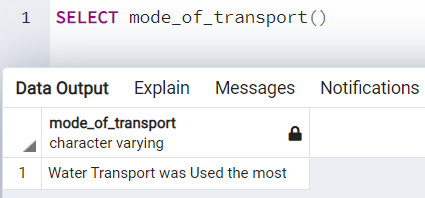 1 SELECT mode_of_transport()
Data Output Explain Messages Notifications
mode_of_transport
character varying
1 Water Transport was Used the most